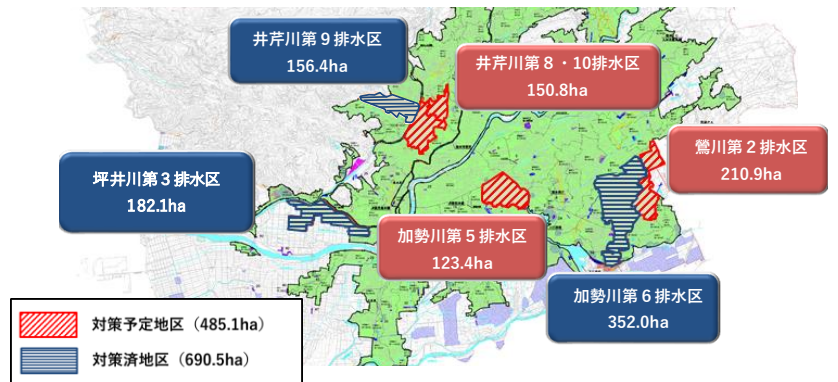 井芹川第９排水区
156.4ha
井芹川第８・10排水区
150.8ha
鶯川第２排水区
210.9ha
坪井川第３排水区
182.1ha
加勢川第５排水区
123.4ha
加勢川第６排水区
352.0ha
対策予定地区（485.1ha）
対策済地区（690.5ha）